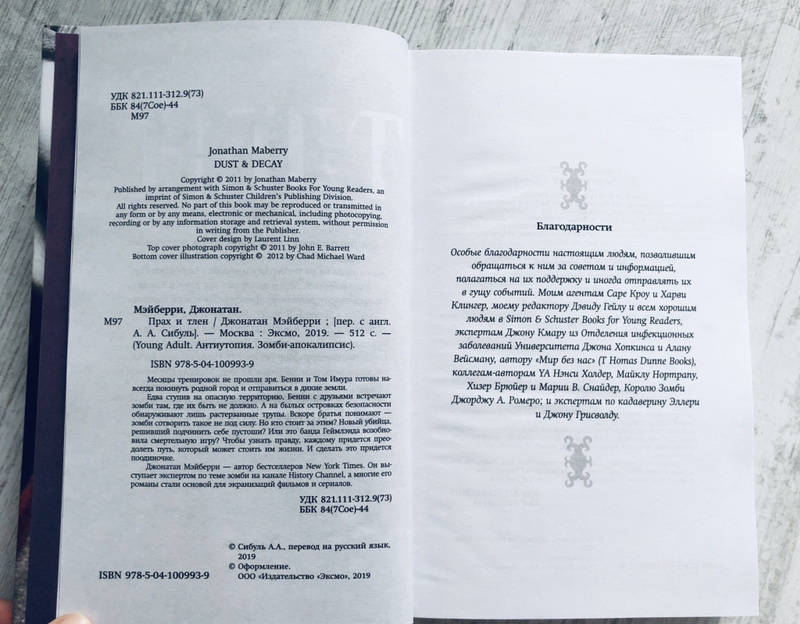 УДК 821.111-312.9(73)
ББК 84(7Сое)-44
М97
Jonathan Maberry
DUST & DECAY
Copyright © 2011 by Jonathan Maberry
Published by arrangement with Simon & Schuster Books For Young Readers, an
imprint of Simon & Schuster Children's Publishing Division.
All rights reserved. No part of this book may be reproduced or transmitted in
any form or by any means, electronic or mechanical, including photocopying,
recording or by any information storage and retrieval system, without permission
in writing from the Publisher.
Cover design by Laurent Linn
Top cover photograph copyright © 2011 by John E. Barrett
Bottom cover illustration copyright © 2012 by Chad Michael Ward
Мэйберри, Джонатан.
М97 Прах и тлен / Джонатан Мэйберри ; [пер. с англ.
А. А. Сибуль]. — Москва : Эксмо, 2019. — 512 с. —
(Young Adult. Антиутопия. Зомби-апокалипсис).
ISBN 978-5-04-100993-9
Месяцы тренировок не прошли зря. Бенни и Том Имура готовы на-
всегда покинуть родной город и отправиться в дикие земли.
Едва ступив на опасную территорию, Бенни с друзьями встречают
зомби там, где их быть не должно. А на былых островках безопасности
обнаруживают лишь растерзанные трупы. Вскоре братья понимают —
зомби сотворить такое не под силу. Но кто стоит за этим? Новый убийца,
решивший подчинить себе пустоши? Или это банда Геймлэнда возобно-
вила смертельную игру? Чтобы узнать правду, каждому придется прео-
долеть путь, который может стоить им жизни. И сделать это придется
поодиночке.
Джонатан Мэйберри — автор бестселлеров New York Times. Он вы-
ступает экспертом по теме зомби на канале History Channel, а многие его
романы стали основой для экранизаций фильмов и сериалов.
УДК 821.111-312.9(73)
ББК 84(7Сое)-44
© Сибуль А.А., перевод на русский язык,
2019
© Оформление.
ISBN 978-5-04-100993-9 ООО «Издательство «Эксмо», 2019
Благодарности
Особые благодарности настоящим людям, позволившим
обращаться к ним за советом и информацией,
полагаться на их поддержку и иногда отправлять их
в гущу событий. Моим агентам Саре Кроу и Харви
Клингер, моему редактору Дэвиду Гейлу и всем хорошим
людям в Simon & Schuster Books for Young Readers,
экспертам Джону Кмару из Отделения инфекционных
заболеваний Университета Джона Хопкинса и Алану
Вейсману, автору «Мир без нас» (T Homas Dunne Books),
коллегам-авторам YA Нэнси Холдер, Майклу Нортрапу,
Хизер Брюйер и Марии В. Снайдер, Королю Зомби
Джорджу А. Ромеро; и экспертам по кадаверину Эллери
и Джону Грисволду.